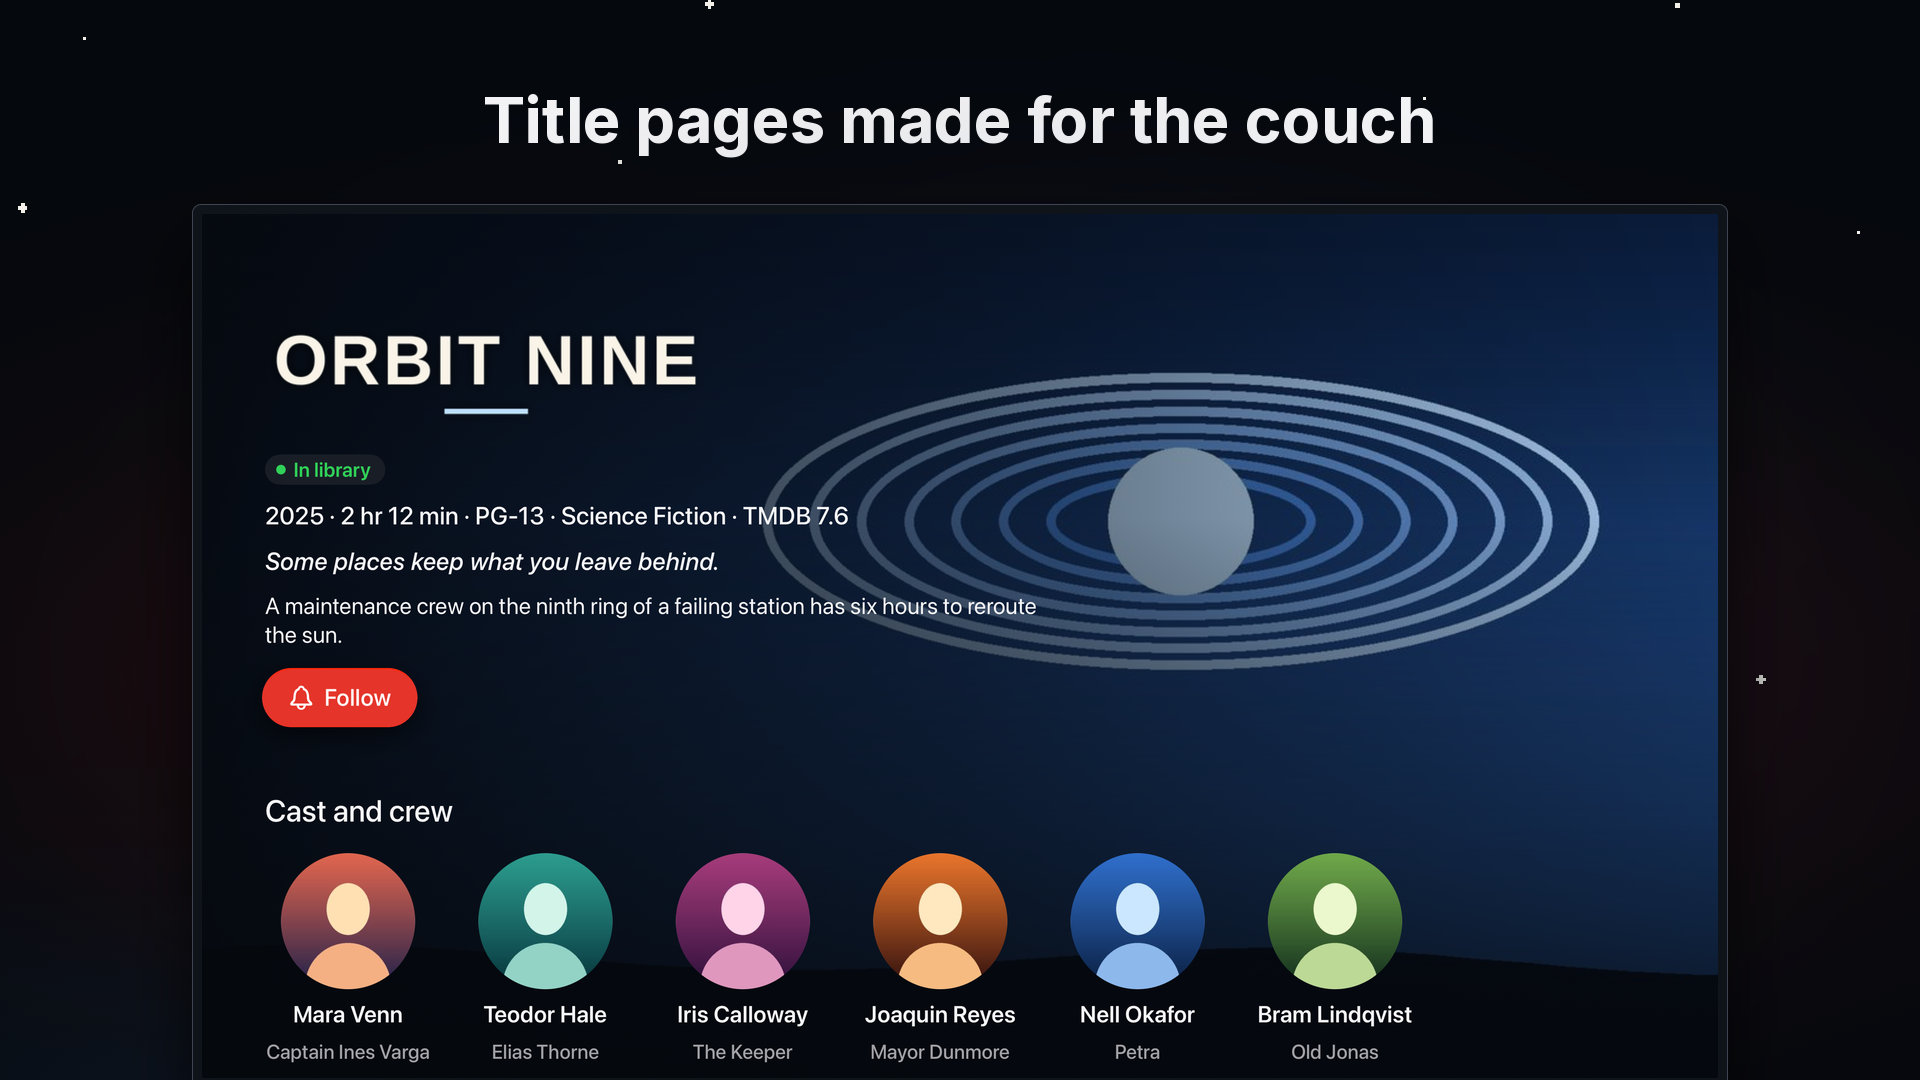 Title pages made for the couch
ORBIT NINE
In library
2025 · 2 hr 12 min · PG-13 · Science Fiction · TMDB 7.6
Some places keep what you leave behind.
A maintenance crew on the ninth ring of a failing station has six hours to reroute
the sun.
Follow
Cast and crew
Mara Venn
Captain Ines Varga
Teodor Hale
Elias Thorne
Iris Calloway
The Keeper
Joaquin Reyes
Mayor Dunmore
Nell Okafor
Petra
Bram Lindqvist
Old Jonas